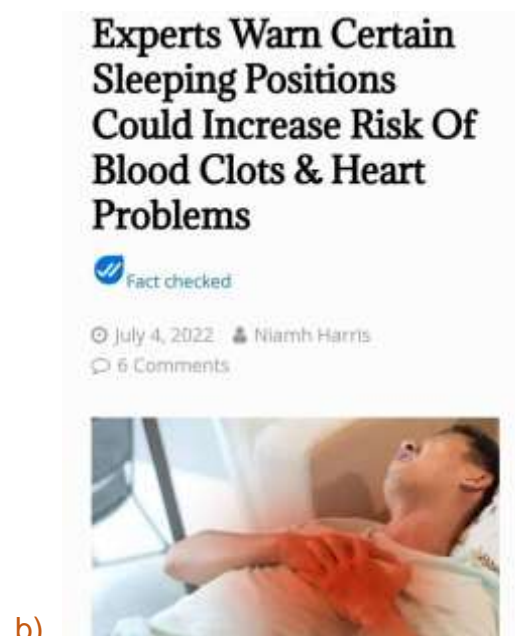 Experts Warn Certain
Sleeping Positions
Could Increase Risk Of
Blood Clots & Heart
Problems
Fact checked
July 4, 2022 Niamh Harris
6 Comments
b)